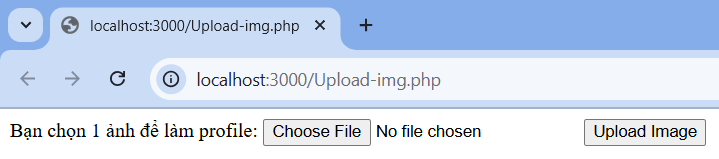 localhost:3000/Upload-img.php
localhost:3000/Upload-img.php
Bạn chọn 1 ảnh để làm profile: Choose File No file chosen Upload Image